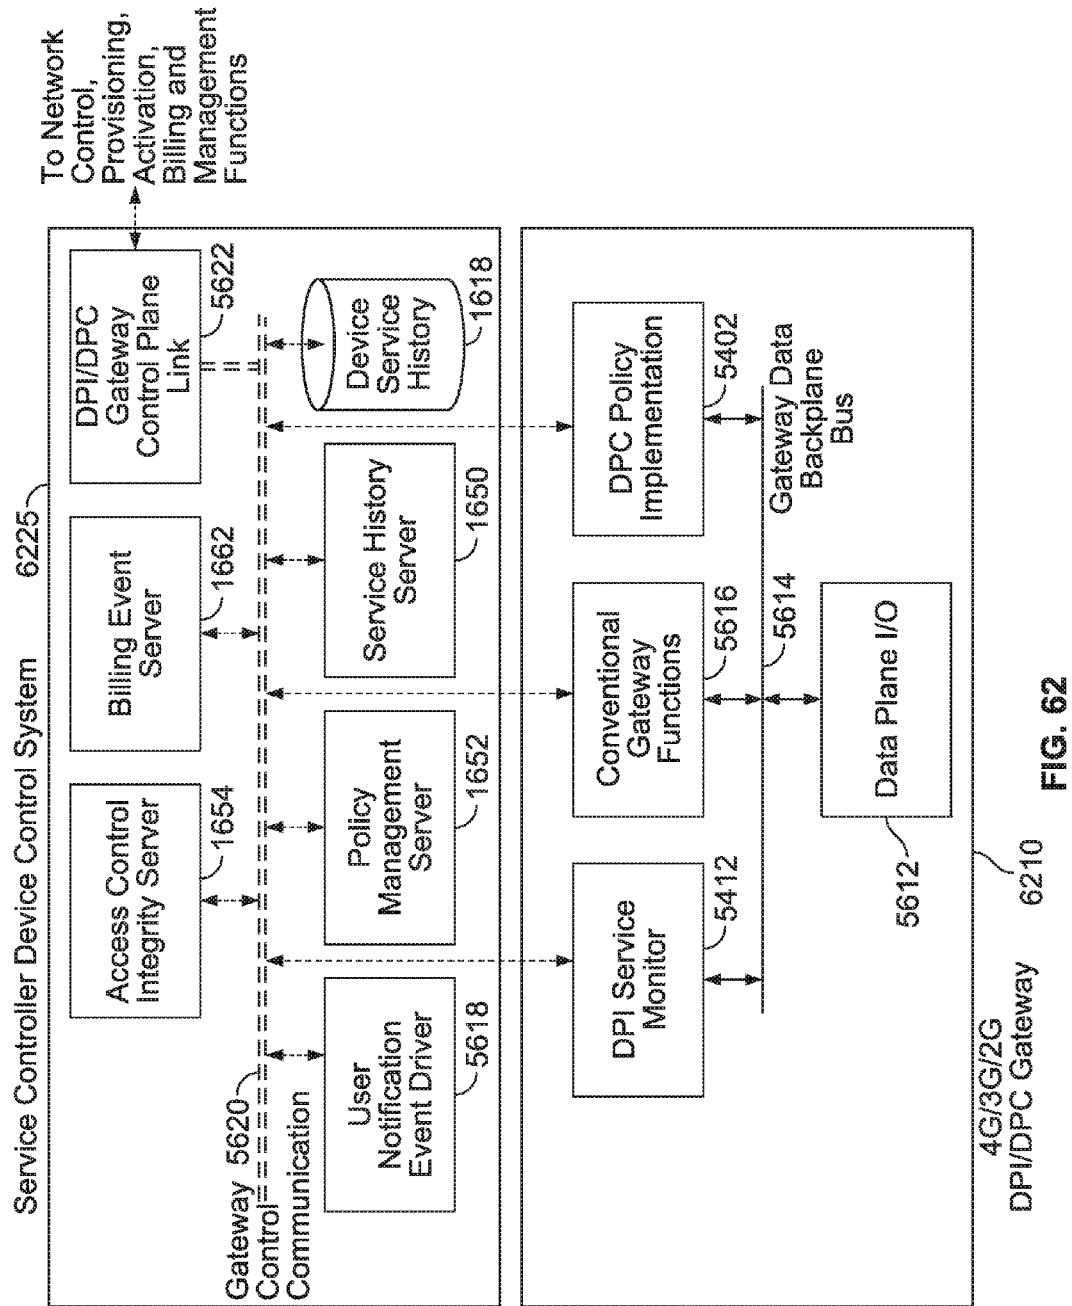 Service Controller Device Control System
6225
To Network
Control,
Provisioning,
Activation,
Billing and
Management
Functions
Access Control
Integrity Server
1654
Billing Event
Server
1662
DPI/DPC
Gateway
Control Plane
Link
5622
Gateway 5620
Control
Communication
User
Notification
Event Driver
5618
Policy
Management
Server
1652
Service History
Server
1650
Device
Service
History
1618
DPI Service
Monitor
5412
Conventional
Gateway
Functions
5616
DPC Policy
Implementation
5402
5614
Gateway Data
Backplane
Bus
Data Plane I/O
5612
6210
4G/3G/2G
DPI/DPC Gateway
FIG. 62